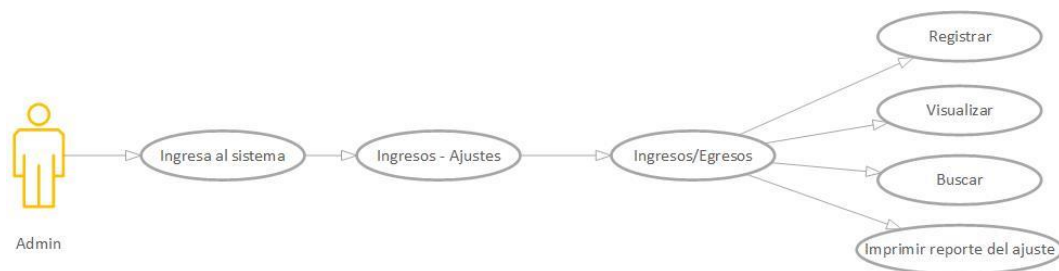 Registrar
Visualizar
Ingresa al sistema
Ingresos - Ajustes
Ingresos/Egresos
Buscar
Admin
Imprimir reporte del ajuste